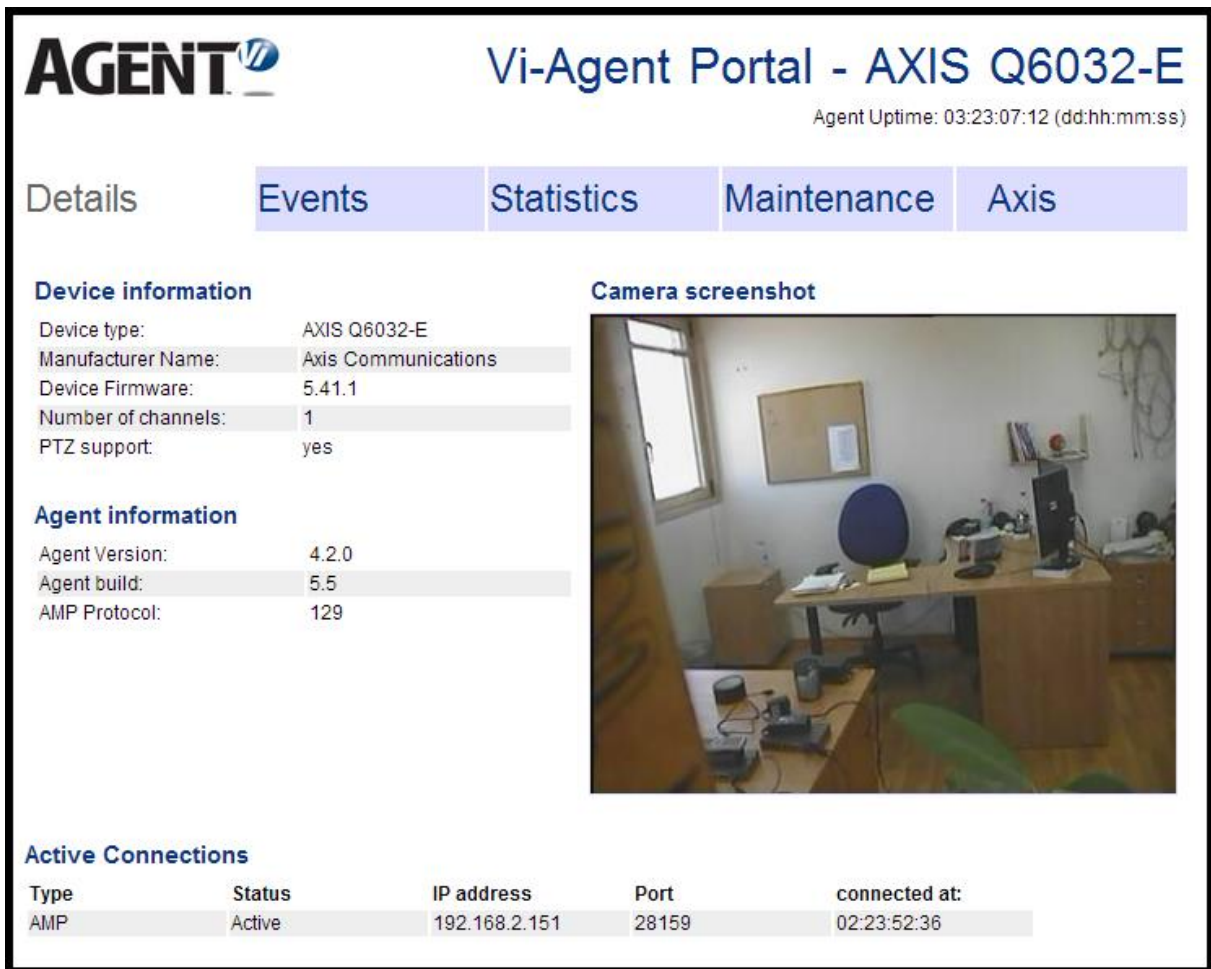 AGENT Vi
Vi-Agent Portal - AXIS Q6032-E
Agent Uptime: 03:23:07:12 (dd:hh:mm:ss)
Details Events Statistics Maintenance Axis
Device information
Device type: AXIS Q6032-E
Manufacturer Name: Axis Communications
Device Firmware: 5.41.1
Number of channels: 1
PTZ support: yes
Agent information
Agent Version: 4.2.0
Agent build: 5.5
AMP Protocol: 129
Camera screenshot
Active Connections
Type Status IP address Port connected at:
AMP Active 192.168.2.151 28159 02:23:52:36